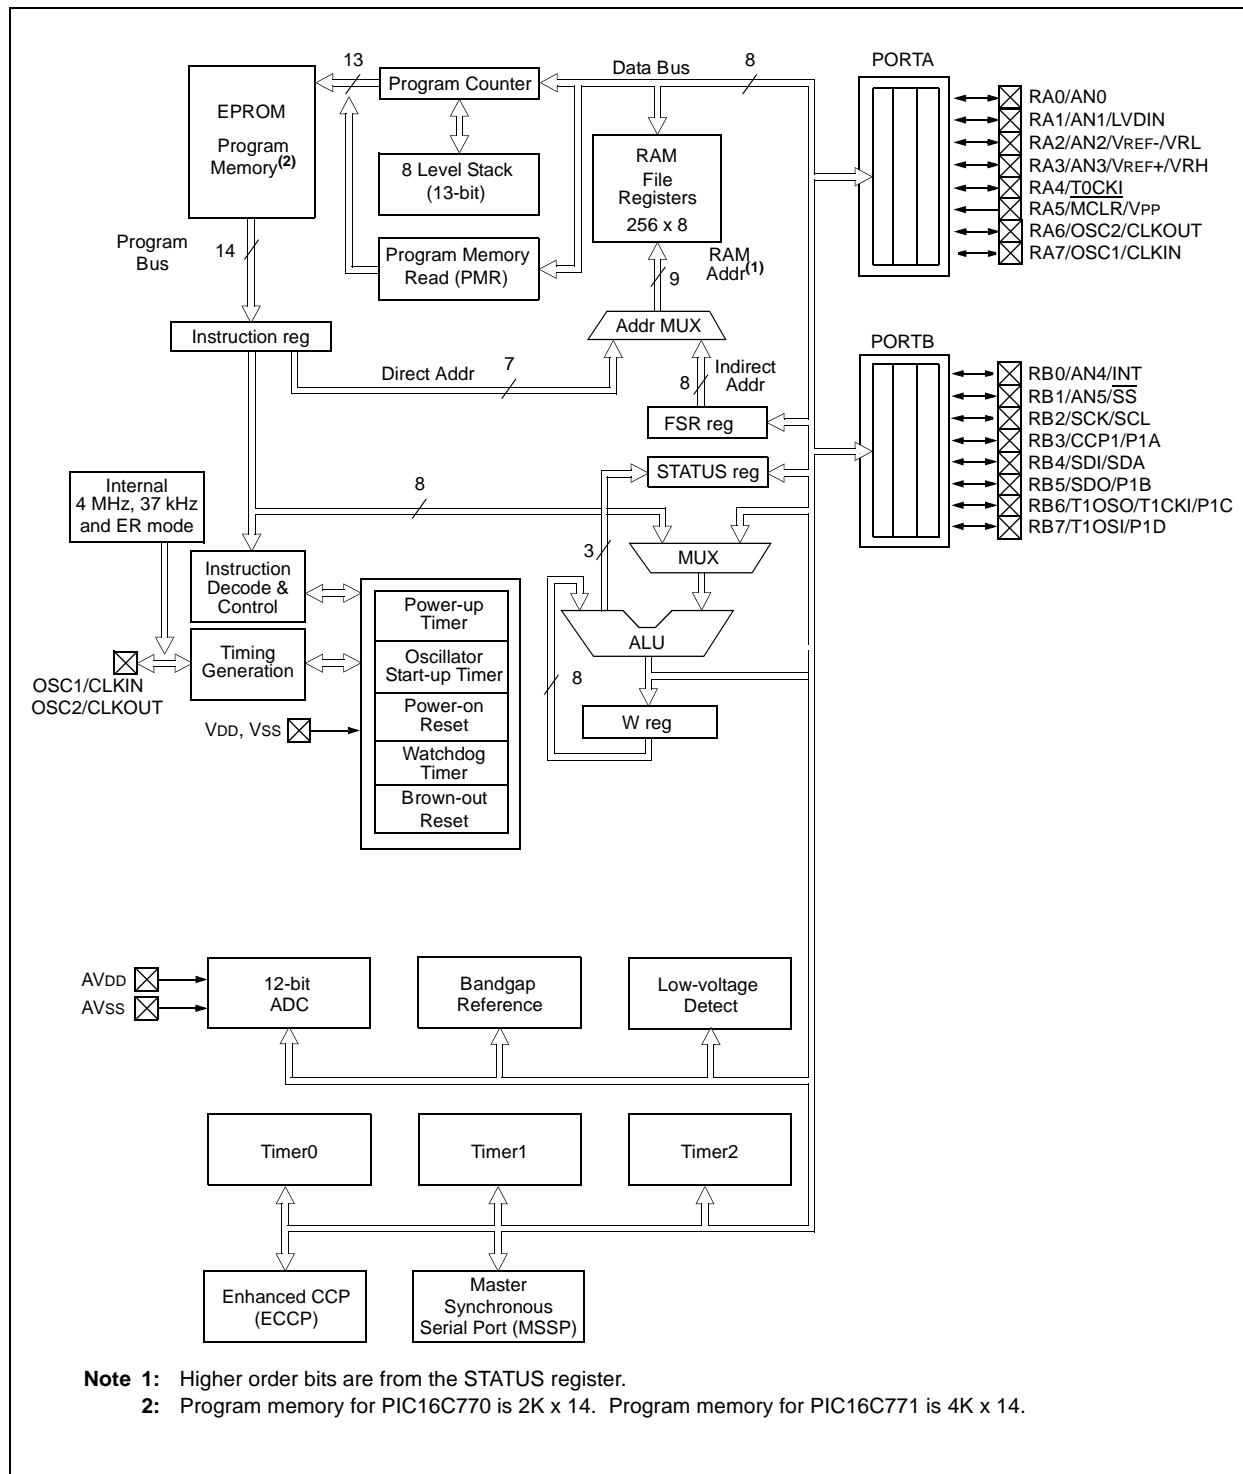 13
Data Bus
8
PORTA
Program Counter
EPROM
Program
Memory(2)
8 Level Stack
(13-bit)
RAM
File
Registers
256 x 8
RA0/AN0
RA1/AN1/LVDIN
RA2/AN2/VREF-/VRL
RA3/AN3/VREF+/VRH
RA4/T0CKI
RA5/MCLR/VPP
RA6/OSC2/CLKOUT
RA7/OSC1/CLKIN
Program
Bus
14
Program Memory
Read (PMR)
RAM
Addr(1)
9
Addr MUX
Instruction reg
PORTB
7
Direct Addr
8
Indirect
Addr
RB0/AN4/INT
RB1/AN5/SS
RB2/SCK/SCL
RB3/CCP1/P1A
RB4/SDI/SDA
RB5/SDO/P1B
RB6/T1OSO/T1CKI/P1C
RB7/T1OSI/P1D
FSR reg
STATUS reg
Internal
4 MHz, 37 kHz
and ER mode
8
3
MUX
Instruction
Decode &
Control
Power-up
Timer
ALU
Timing
Generation
Oscillator
Start-up Timer
8
OSC1/CLKIN
OSC2/CLKOUT
Power-on
Reset
W reg
VDD, VSS
Watchdog
Timer
Brown-out
Reset
AVDD
AVSS
12-bit
ADC
Bandgap
Reference
Low-voltage
Detect
Timer0
Timer1
Timer2
Enhanced CCP
(ECCP)
Master
Synchronous
Serial Port (MSSP)
Note 1: Higher order bits are from the STATUS register.
2: Program memory for PIC16C770 is 2K x 14. Program memory for PIC16C771 is 4K x 14.